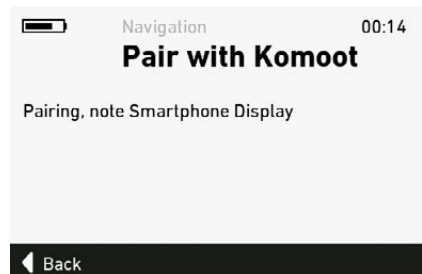 Navigation
00:14
Pair with Komoot
Pairing, note Smartphone Display
Back